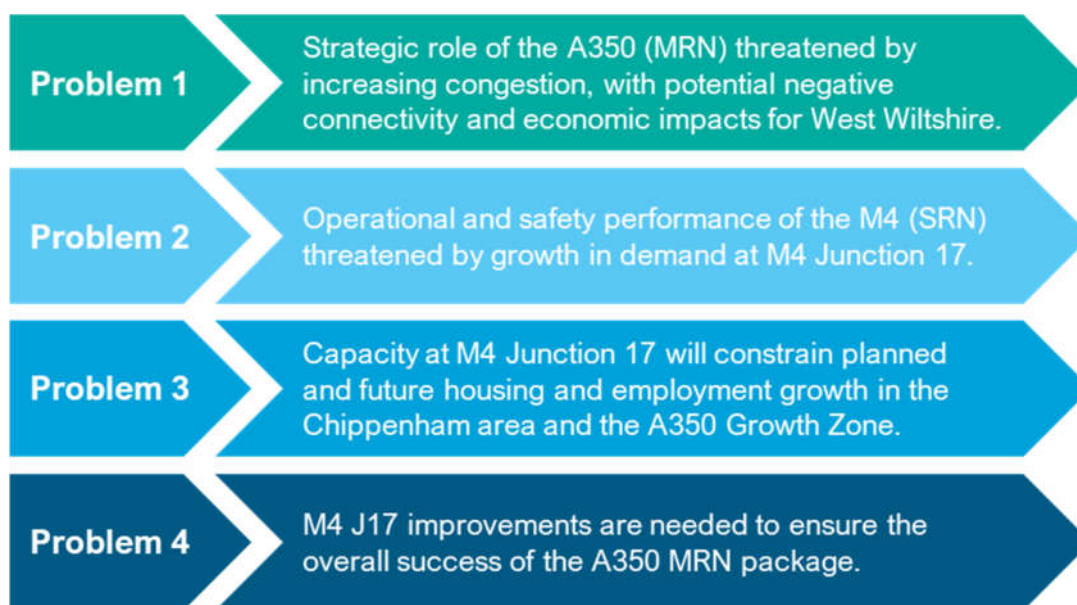 Problem 1
Strategic role of the A350 (MRN) threatened by
increasing congestion, with potential negative
connectivity and economic impacts for West Wiltshire.
Problem 2
Operational and safety performance of the M4 (SRN)
threatened by growth in demand at M4 Junction 17.
Problem 3
Capacity at M4 Junction 17 will constrain planned
and future housing and employment growth in the
Chippenham area and the A350 Growth Zone.
Problem 4
M4 J17 improvements are needed to ensure the
overall success of the A350 MRN package.